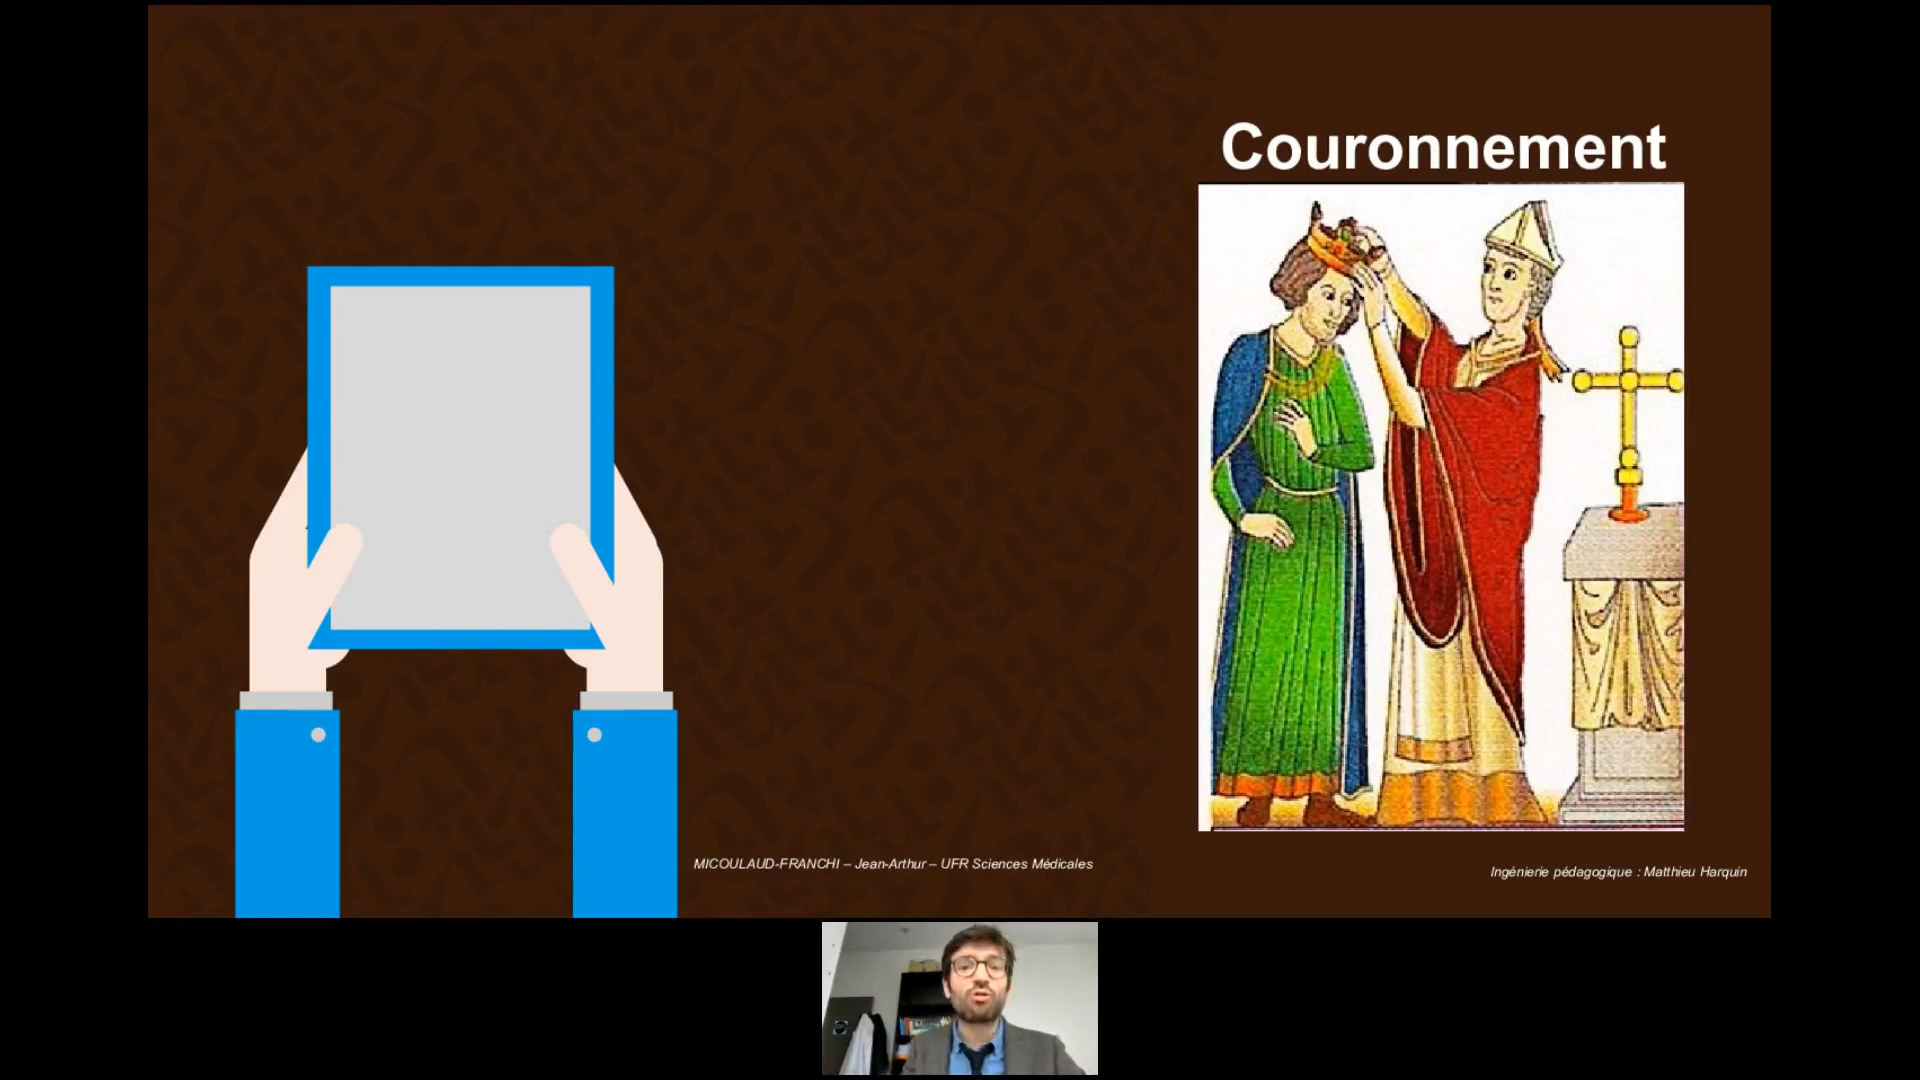 Couronnement
MICOULAUD-FRANCHI – Jean-Arthur – UFR Sciences Médicales
Ingénierie pédagogique : Matthieu Harquin